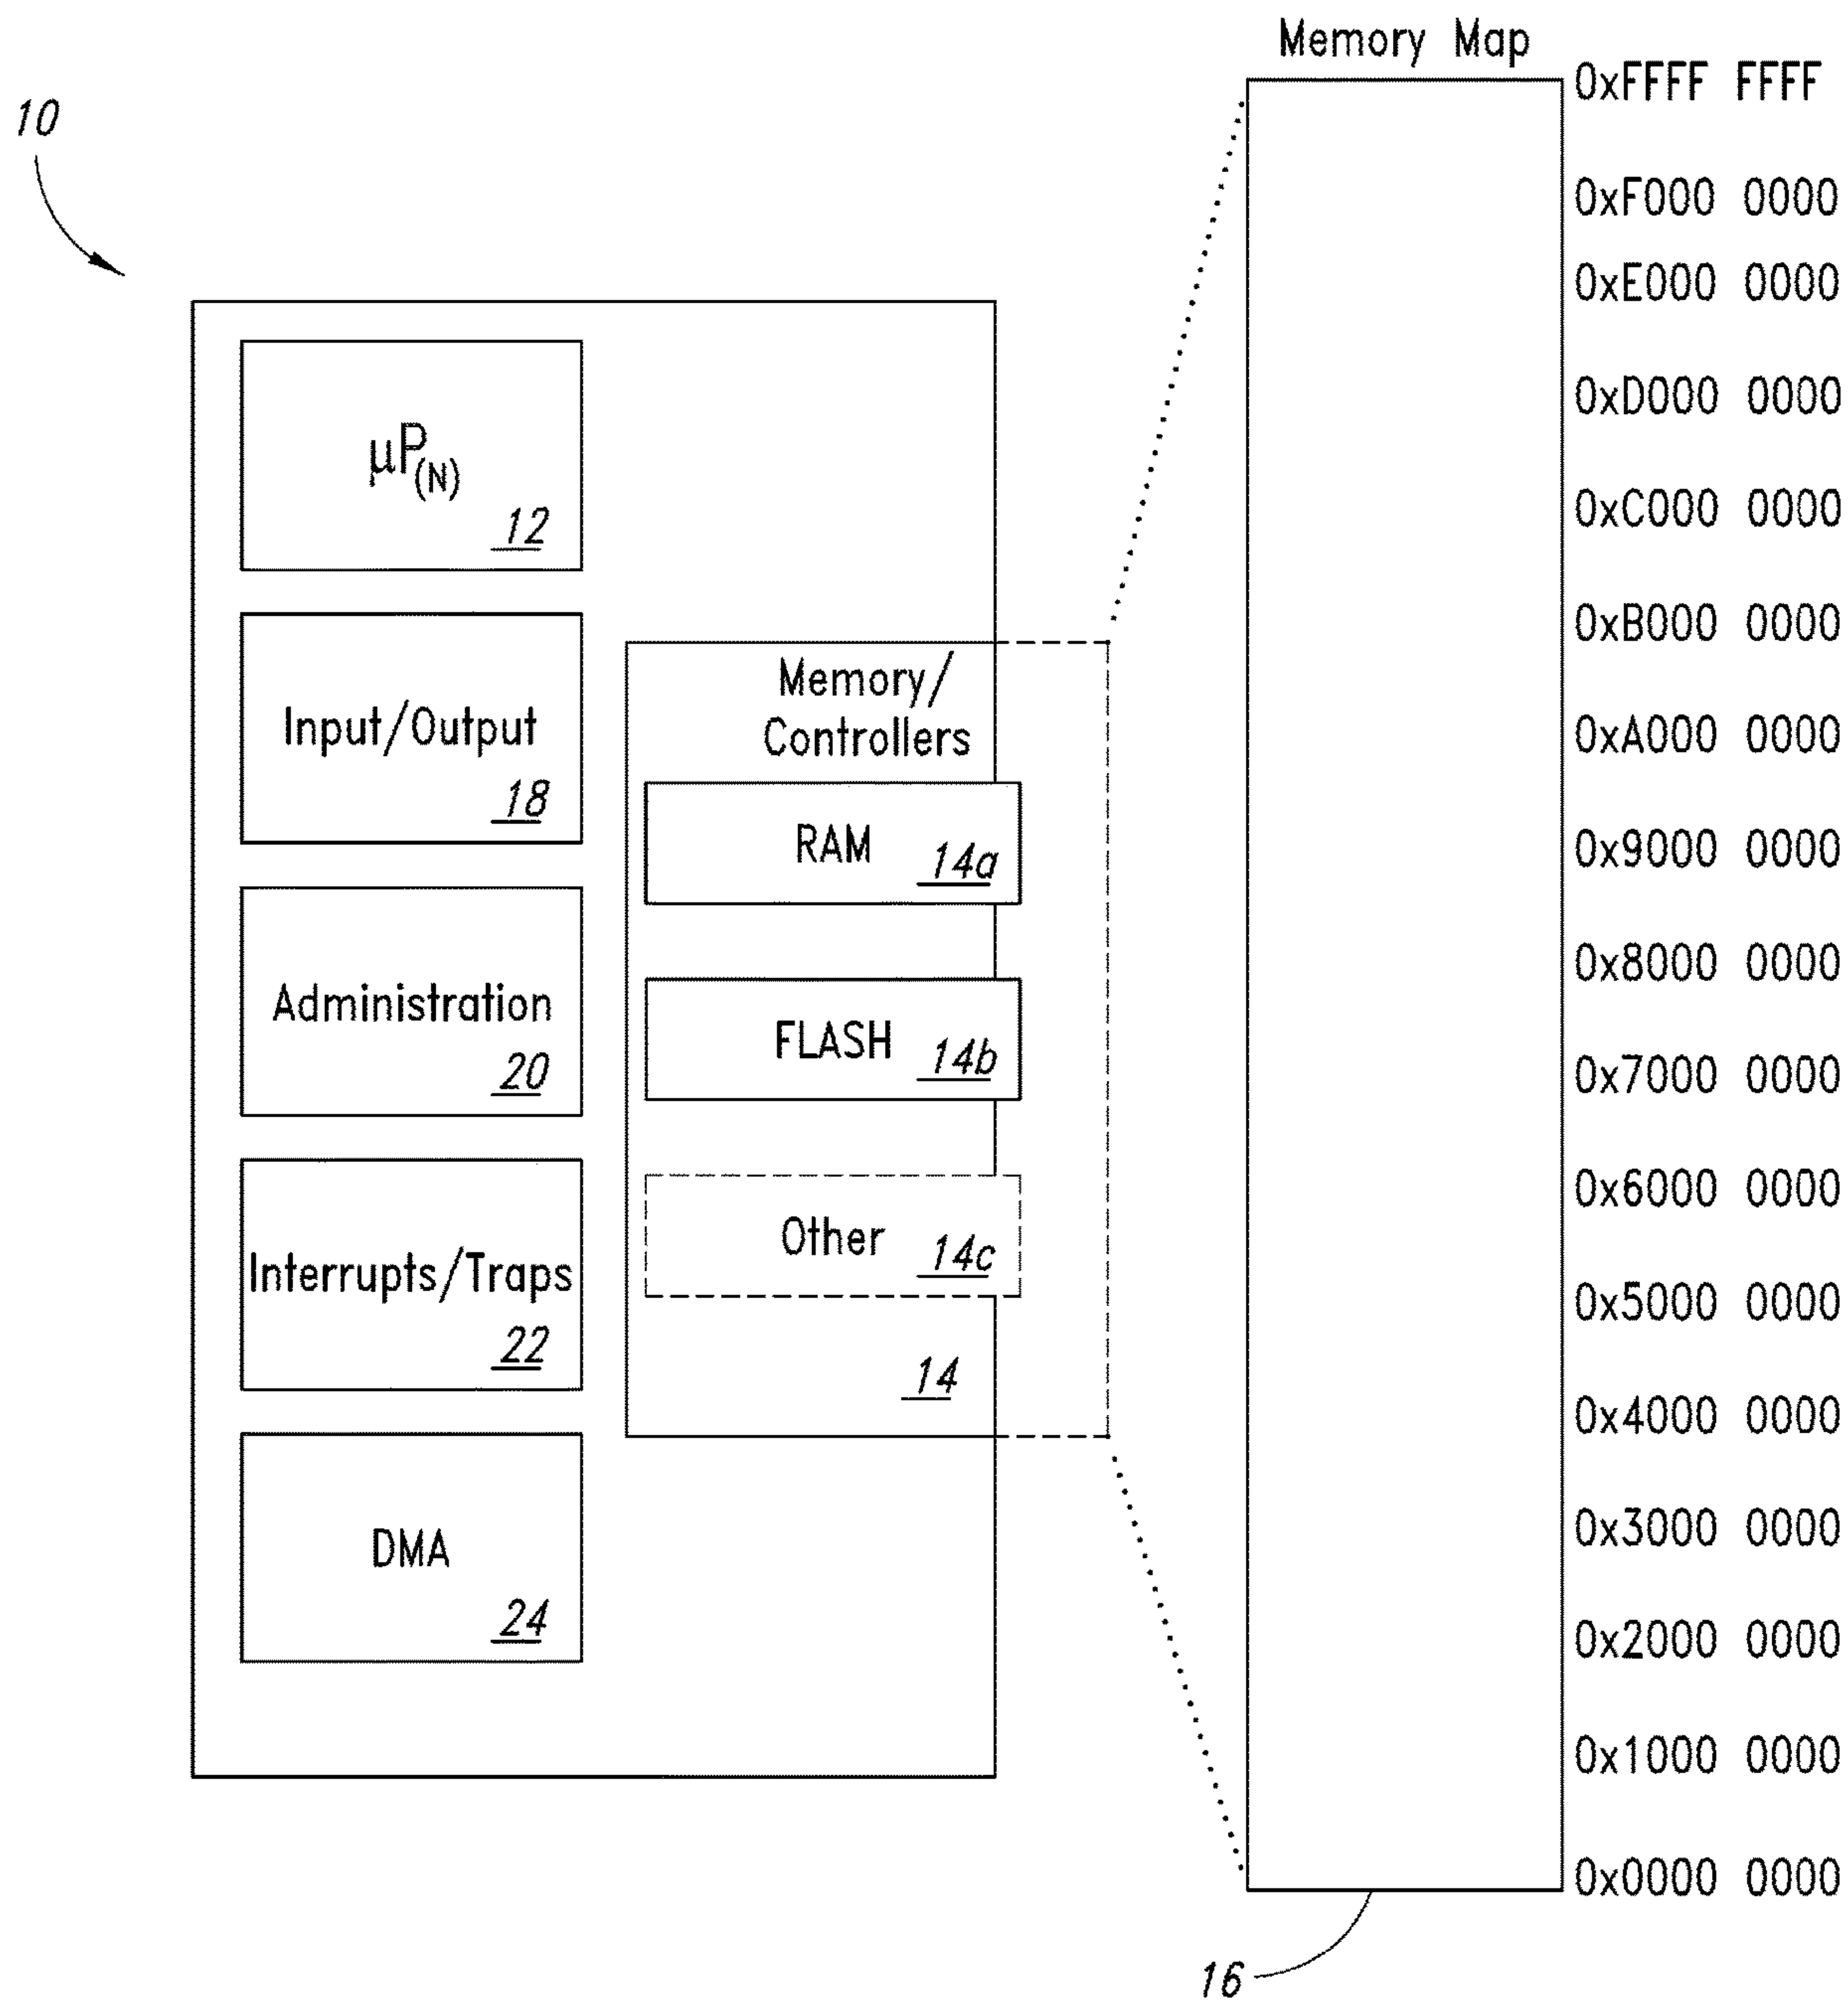 10
µP(N)
12
Input/Output
18
Administration
20
Interrupts/Traps
22
DMA
24
Memory/
Controllers
RAM 14a
FLASH 14b
Other 14c
14
Memory Map
0xFFFF FFFF
0xF000 0000
0xE000 0000
0xD000 0000
0xC000 0000
0xB000 0000
0xA000 0000
0x9000 0000
0x8000 0000
0x7000 0000
0x6000 0000
0x5000 0000
0x4000 0000
0x3000 0000
0x2000 0000
0x1000 0000
0x0000 0000
16